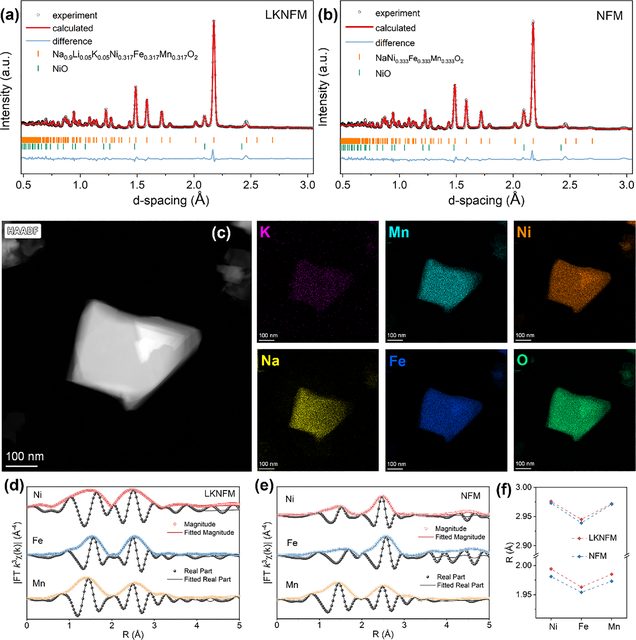 (a)
LKNFM
experiment
calculated
difference
Na0.9Li0.05K0.05Ni0.317Fe0.317Mn0.317O2
NiO
Intensity (a.u.)
0.5 1.0 1.5 2.0 2.5 3.0
d-spacing (Å)
(b)
NFM
experiment
calculated
difference
NaNi0.333Fe0.333Mn0.333O2
NiO
Intensity (a.u.)
0.5 1.0 1.5 2.0 2.5 3.0
d-spacing (Å)
HAADF
(c)
100 nm
K
100 nm
Mn
100 nm
Ni
100 nm
Na
100 nm
Fe
100 nm
O
100 nm
(d)
LKNFM
Ni
Magnitude
Fitted Magnitude
Fe
Real Part
Fitted Real Part
Mn
|FT k³χ(k)| (Å⁻⁴)
0 1 2 3 4 5
R (Å)
(e)
NFM
Ni
Magnitude
Fitted Magnitude
Fe
Real Part
Fitted Real Part
Mn
|FT k³χ(k)| (Å⁻⁴)
0 1 2 3 4 5
R (Å)
(f)
3.00
2.95
2.90
2.00
1.95
R (Å)
LKNFM
NFM
Ni Fe Mn